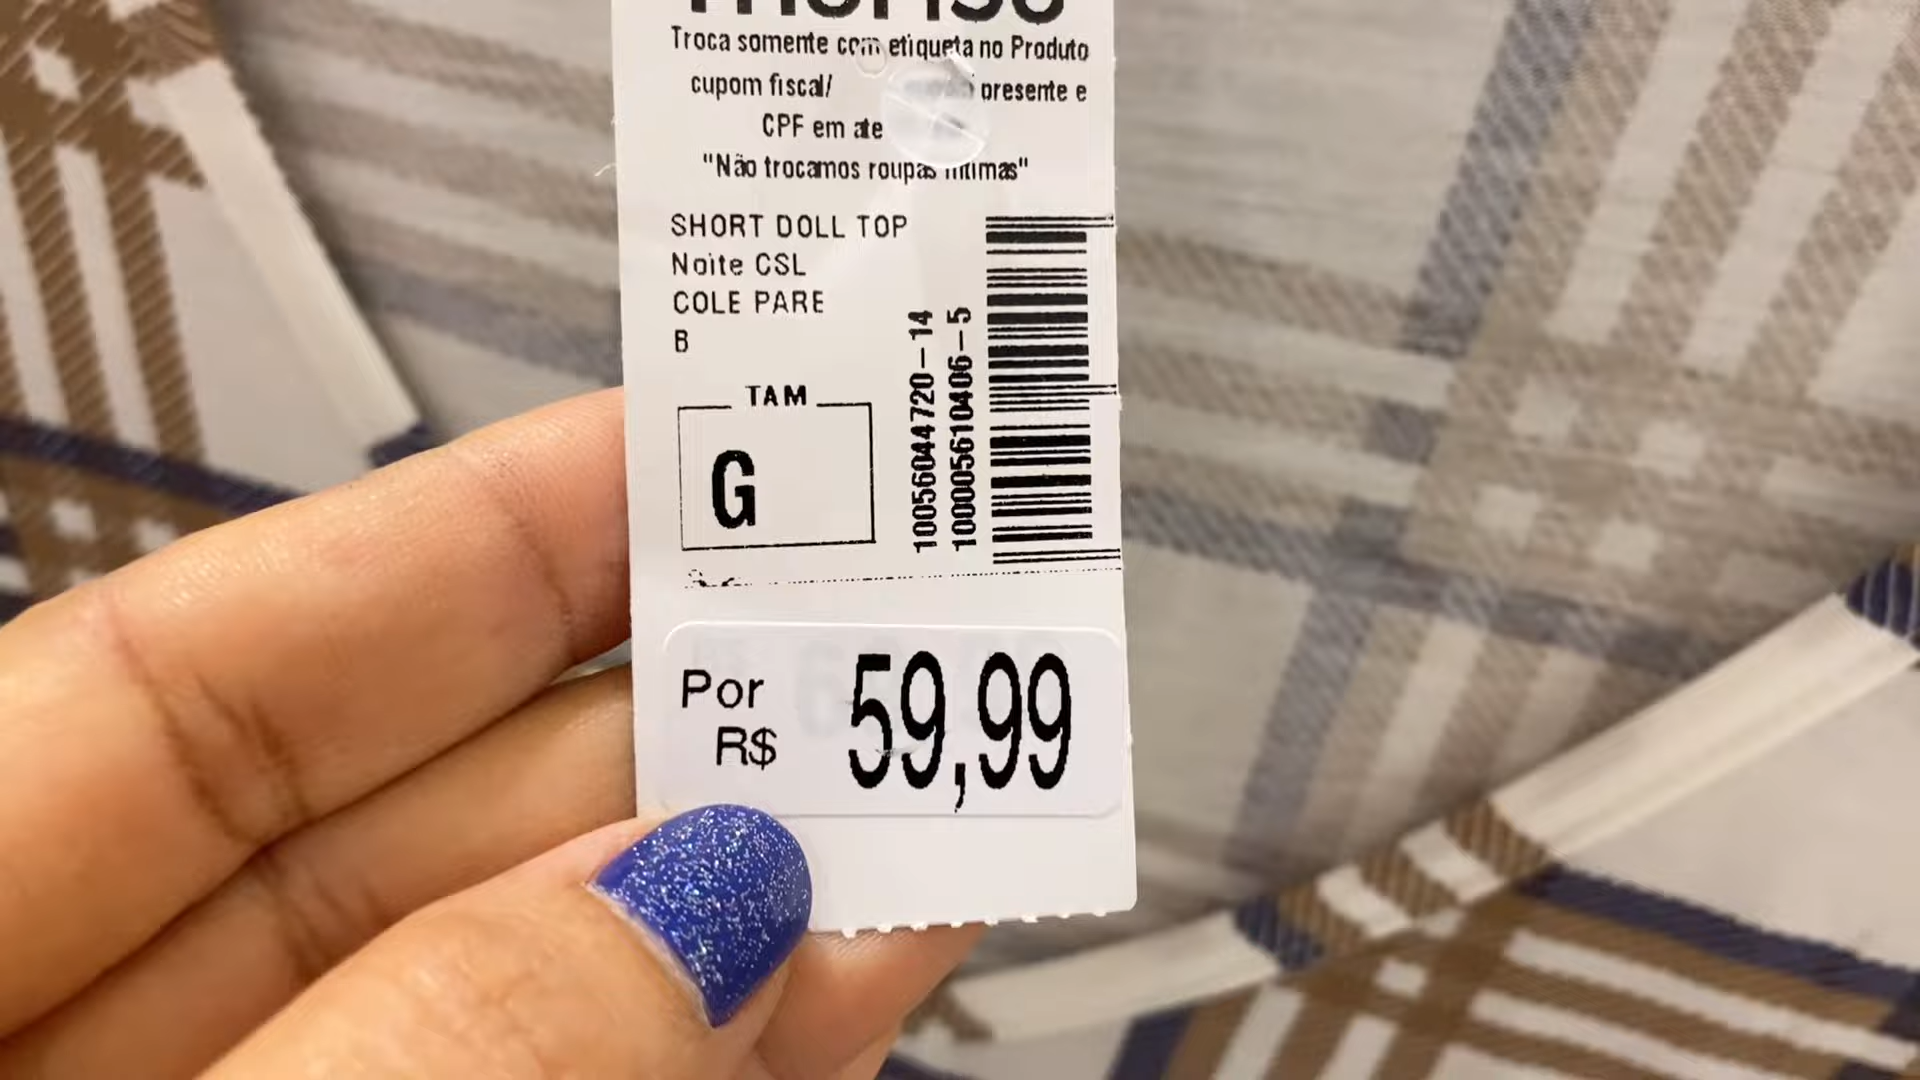 Troca somente com etiqueta no Produto
cupom fiscal/ presente e
CPF em ate
"Não trocamos roupas íntimas"
SHORT DOLL TOP
Noite CSL
COLE PARE
B
TAM
G
10056044720-14
100005610406-5
Por
R$ 59,99